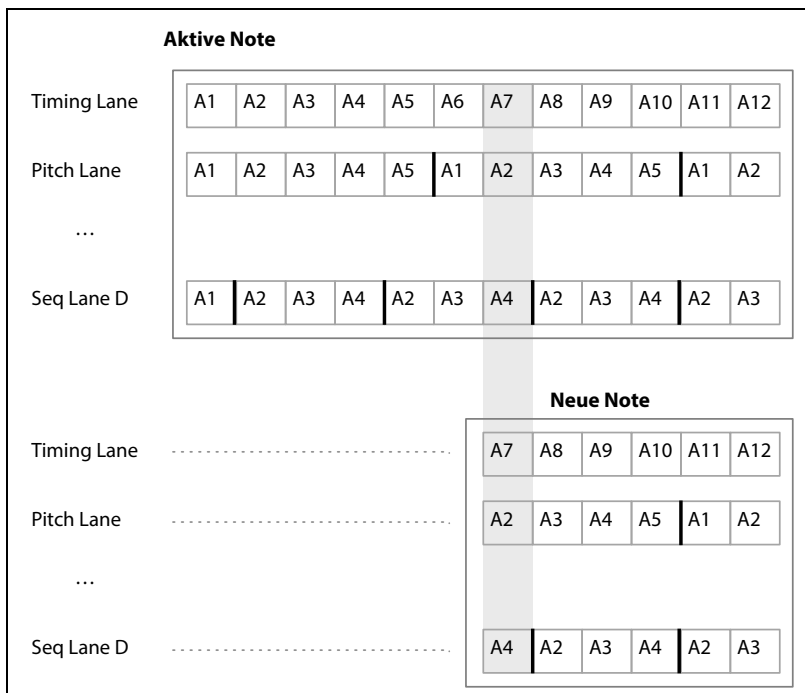 Aktive Note
Timing Lane A1 A2 A3 A4 A5 A6 A7 A8 A9 A10 A11 A12
Pitch Lane A1 A2 A3 A4 A5 A1 A2 A3 A4 A5 A1 A2
...
Seq Lane D A1 A2 A3 A4 A2 A3 A4 A2 A3 A4 A2 A3
Neue Note
Timing Lane A7 A8 A9 A10 A11 A12
Pitch Lane A2 A3 A4 A5 A1 A2
...
Seq Lane D A4 A2 A3 A4 A2 A3